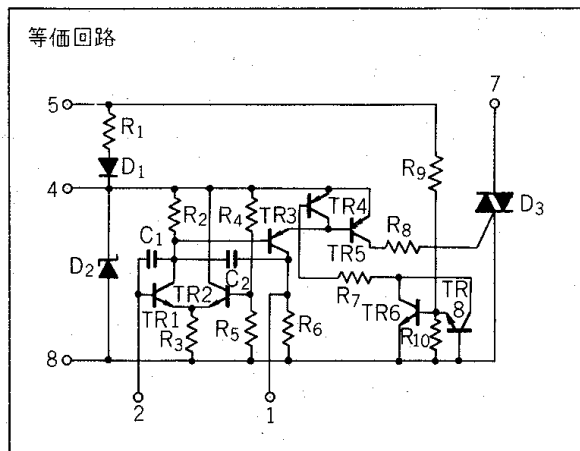 等価回路
5
7
R1
D1
R9
4
R2
R4
TR3
TR4
D3
C1
TR5
R8
D2
C2
R7
TR
8
TR1
TR2
TR6
R3
R5
R6
R10
8
2
1